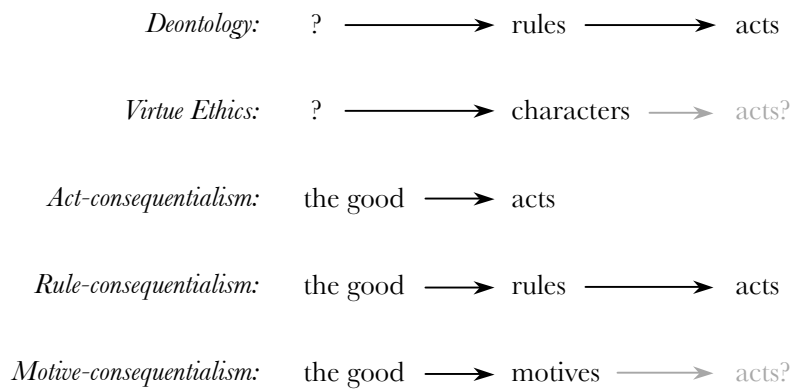 Deontology: ? rules acts
Virtue Ethics: ? characters acts?
Act-consequentialism: the good acts
Rule-consequentialism: the good rules acts
Motive-consequentialism: the good motives acts?